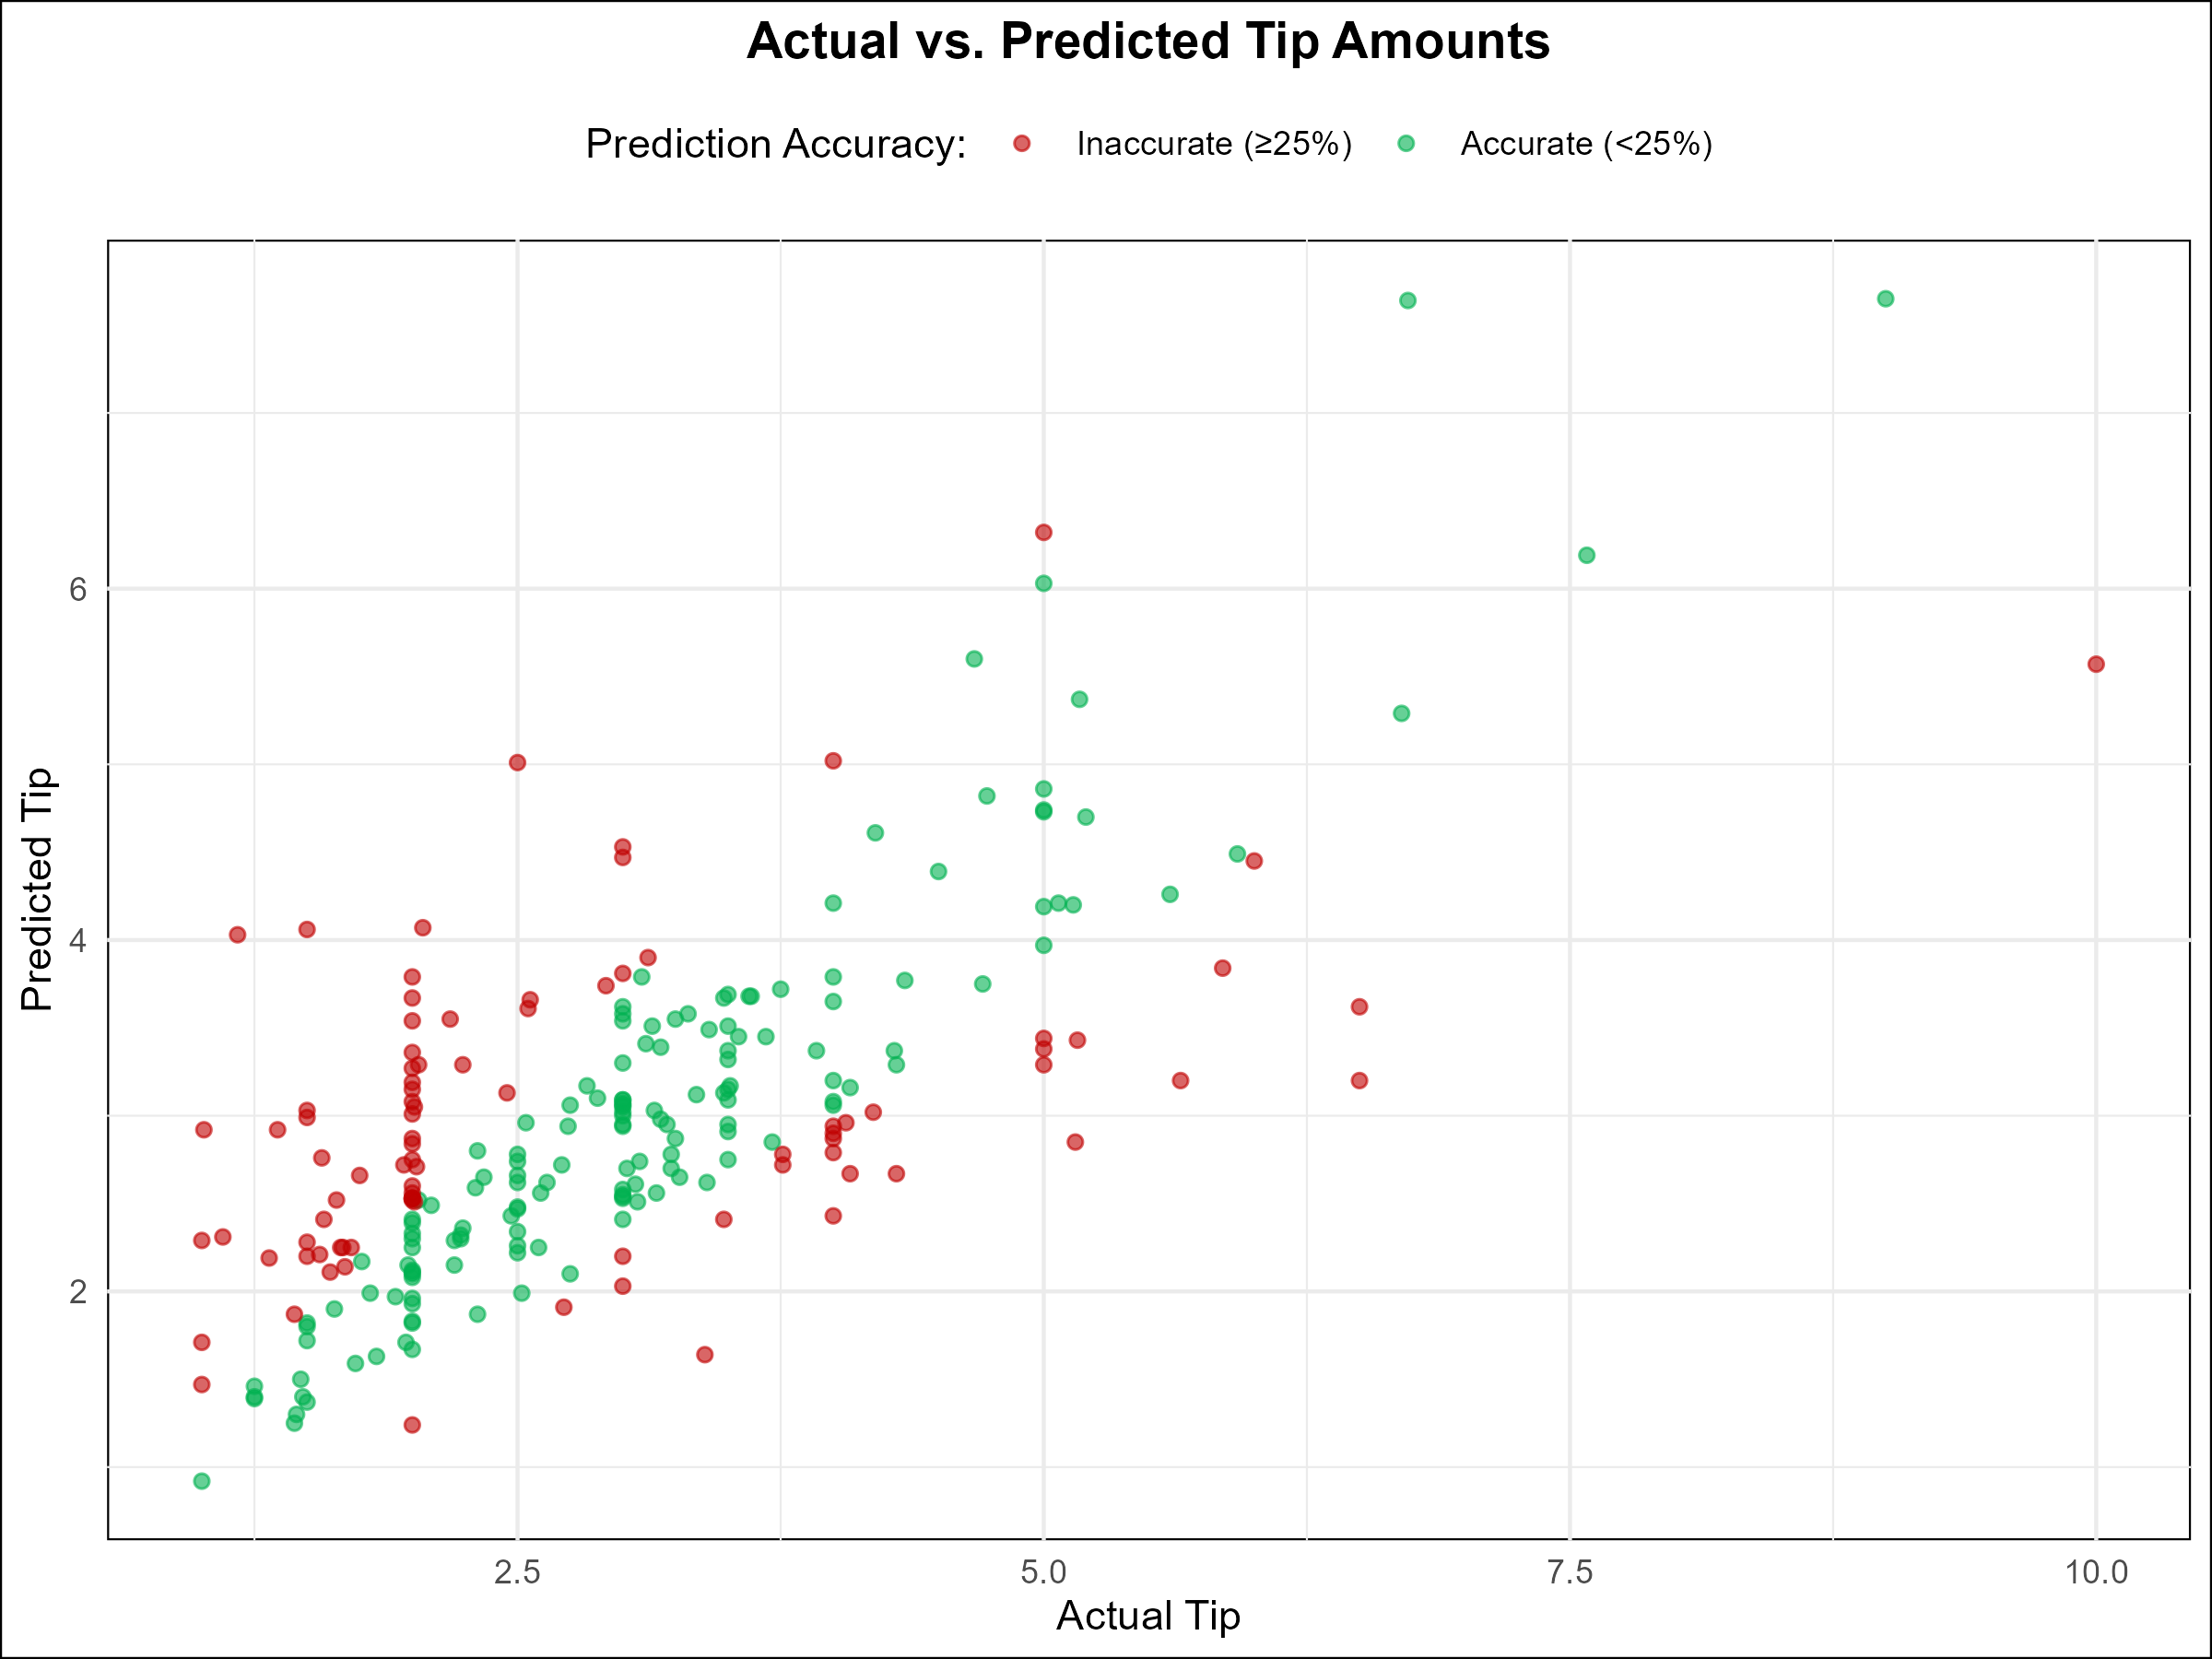 Actual vs. Predicted Tip Amounts
Prediction Accuracy: Inaccurate (≥25%) Accurate (<25%)
6
4
2
Predicted Tip
2.5 5.0 7.5 10.0
Actual Tip